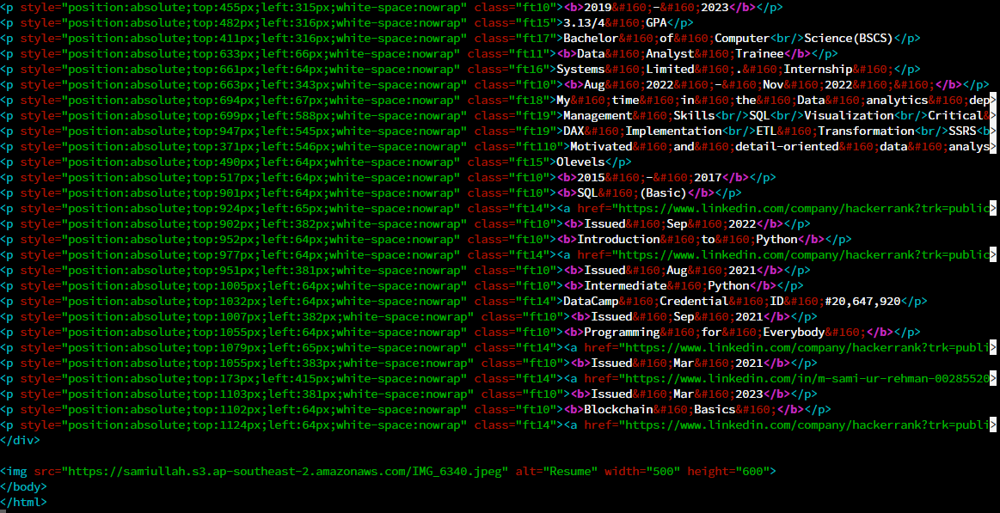 <p style="position:absolute;top:455px;left:315px;white-space:nowrap" class="ft10"><b>2019&#160;-&#160;2023</b></p>
<p style="position:absolute;top:482px;left:316px;white-space:nowrap" class="ft15">3.13/4&#160;GPA</p>
<p style="position:absolute;top:411px;left:316px;white-space:nowrap" class="ft17">Bachelor&#160;of&#160;Computer<br/>Science(BSCS)</p>
<p style="position:absolute;top:633px;left:66px;white-space:nowrap" class="ft11"><b>Data&#160;Analyst&#160;Trainee</b></p>
<p style="position:absolute;top:661px;left:64px;white-space:nowrap" class="ft16">Systems&#160;Limited&#160;.&#160;Internship&#160;</p>
<p style="position:absolute;top:663px;left:343px;white-space:nowrap" class="ft10"><b>Aug&#160;2022&#160;-&#160;Nov&#160;2022&#160;&#160;</b></p>
<p style="position:absolute;top:694px;left:67px;white-space:nowrap" class="ft18">My&#160;time&#160;in&#160;the&#160;Data&#160;analytics&#160;dep>
<p style="position:absolute;top:699px;left:588px;white-space:nowrap" class="ft19">Management&#160;Skills<br/>SQL<br/>Visualization<br/>Critical&>
<p style="position:absolute;top:947px;left:545px;white-space:nowrap" class="ft19">DAX&#160;Implementation<br/>ETL&#160;Transformation<br/>SSRS<b>
<p style="position:absolute;top:371px;left:546px;white-space:nowrap" class="ft110">Motivated&#160;and&#160;detail-oriented&#160;data&#160;analys>
<p style="position:absolute;top:490px;left:64px;white-space:nowrap" class="ft15">Olevels</p>
<p style="position:absolute;top:517px;left:64px;white-space:nowrap" class="ft10"><b>2015&#160;-&#160;2017</b></p>
<p style="position:absolute;top:901px;left:64px;white-space:nowrap" class="ft10"><b>SQL&#160;(Basic)</b></p>
<p style="position:absolute;top:924px;left:65px;white-space:nowrap" class="ft14"><a href="https://www.linkedin.com/company/hackerrank?trk=public>
<p style="position:absolute;top:902px;left:382px;white-space:nowrap" class="ft10"><b>Issued&#160;Sep&#160;2022</b></p>
<p style="position:absolute;top:952px;left:64px;white-space:nowrap" class="ft10"><b>Introduction&#160;to&#160;Python</b></p>
<p style="position:absolute;top:977px;left:64px;white-space:nowrap" class="ft14"><a href="https://www.linkedin.com/company/hackerrank?trk=public>
<p style="position:absolute;top:951px;left:381px;white-space:nowrap" class="ft10"><b>Issued&#160;Aug&#160;2021</b></p>
<p style="position:absolute;top:1005px;left:64px;white-space:nowrap" class="ft10"><b>Intermediate&#160;Python</b></p>
<p style="position:absolute;top:1032px;left:64px;white-space:nowrap" class="ft14">DataCamp&#160;Credential&#160;ID&#160;#20,647,920</p>
<p style="position:absolute;top:1007px;left:382px;white-space:nowrap" class="ft10"><b>Issued&#160;Sep&#160;2021</b></p>
<p style="position:absolute;top:1055px;left:64px;white-space:nowrap" class="ft10"><b>Programming&#160;for&#160;Everybody&#160;</b></p>
<p style="position:absolute;top:1079px;left:65px;white-space:nowrap" class="ft14"><a href="https://www.linkedin.com/company/hackerrank?trk=publi>
<p style="position:absolute;top:1055px;left:383px;white-space:nowrap" class="ft10"><b>Issued&#160;Mar&#160;2021</b></p>
<p style="position:absolute;top:173px;left:415px;white-space:nowrap" class="ft14"><a href="https://www.linkedin.com/in/m-sami-ur-rehman-00285520>
<p style="position:absolute;top:1103px;left:381px;white-space:nowrap" class="ft10"><b>Issued&#160;Mar&#160;2023</b></p>
<p style="position:absolute;top:1102px;left:64px;white-space:nowrap" class="ft10"><b>Blockchain&#160;Basics&#160;</b></p>
<p style="position:absolute;top:1124px;left:64px;white-space:nowrap" class="ft14"><a href="https://www.linkedin.com/company/hackerrank?trk=publi>
</div>
<img src="https://samiullah.s3.ap-southeast-2.amazonaws.com/IMG_6340.jpeg" alt="Resume" width="500" height="600">
</body>
</html>